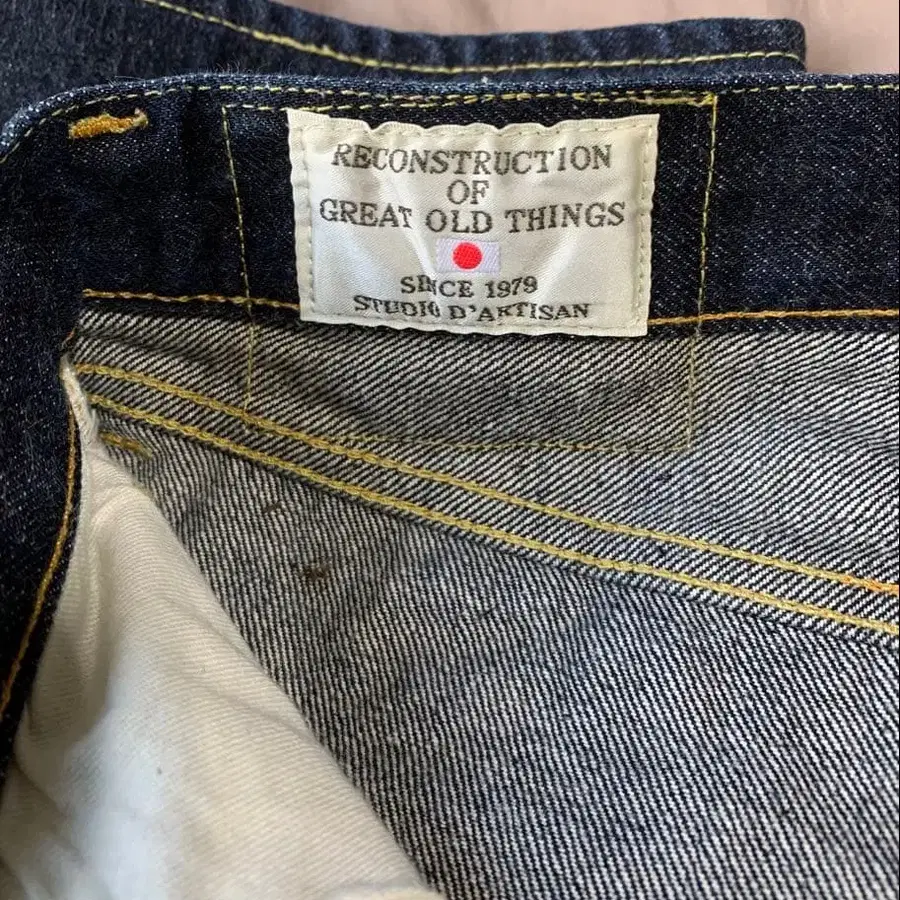 RECONSTRUCTION
OF
GREAT OLD THINGS
SINCE 1979
STUDIO D'ARTISAN